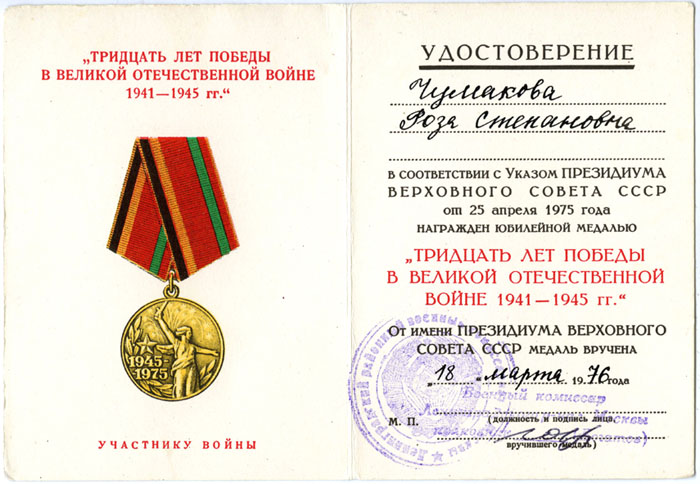 „ТРИДЦАТЬ ЛЕТ ПОБЕДЫ
В ВЕЛИКОЙ ОТЕЧЕСТВЕННОЙ ВОЙНЕ
1941—1945 гг.“
1945-
1975
УЧАСТНИКУ ВОЙНЫ
УДОСТОВЕРЕНИЕ
Чумакова
Роза Степановна
В СООТВЕТСТВИИ С УКАЗОМ ПРЕЗИДИУМА
ВЕРХОВНОГО СОВЕТА СССР
от 25 апреля 1975 года
НАГРАЖДЕН ЮБИЛЕЙНОЙ МЕДАЛЬЮ
„ТРИДЦАТЬ ЛЕТ ПОБЕДЫ
В ВЕЛИКОЙ ОТЕЧЕСТВЕННОЙ
ВОЙНЕ 1941—1945 гг.“
ОТ ИМЕНИ ПРЕЗИДИУМА ВЕРХОВНОГО
СОВЕТА СССР МЕДАЛЬ ВРУЧЕНА
„18“ марта 1976 года
Военный комиссар
Москвы
М. П. (должность и подпись лица,
вручившего медаль)